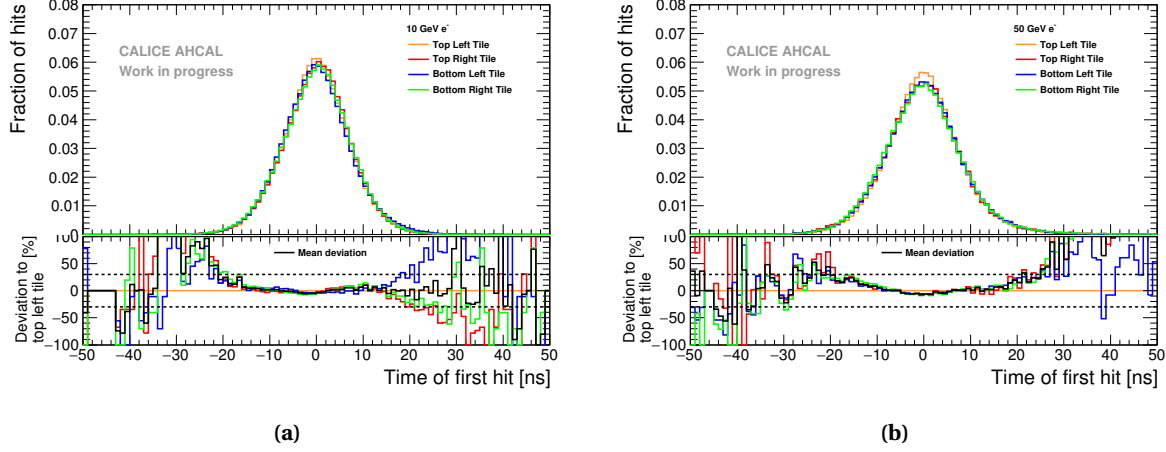 Fraction of hits
0.08
0.07
0.06
0.05
0.04
0.03
0.02
0.01
0
CALICE AHCAL
Work in progress
10 GeV e-
Top Left Tile
Top Right Tile
Bottom Left Tile
Bottom Right Tile
Deviation to
top left tile
[%]
100
50
0
−50
−100
Mean deviation
−50 −40 −30 −20 −10 0 10 20 30 40 50
Time of first hit [ns]
(a)
Fraction of hits
0.08
0.07
0.06
0.05
0.04
0.03
0.02
0.01
0
CALICE AHCAL
Work in progress
50 GeV e-
Top Left Tile
Top Right Tile
Bottom Left Tile
Bottom Right Tile
Deviation to
top left tile
[%]
100
50
0
−50
−100
Mean deviation
−50 −40 −30 −20 −10 0 10 20 30 40 50
Time of first hit [ns]
(b)